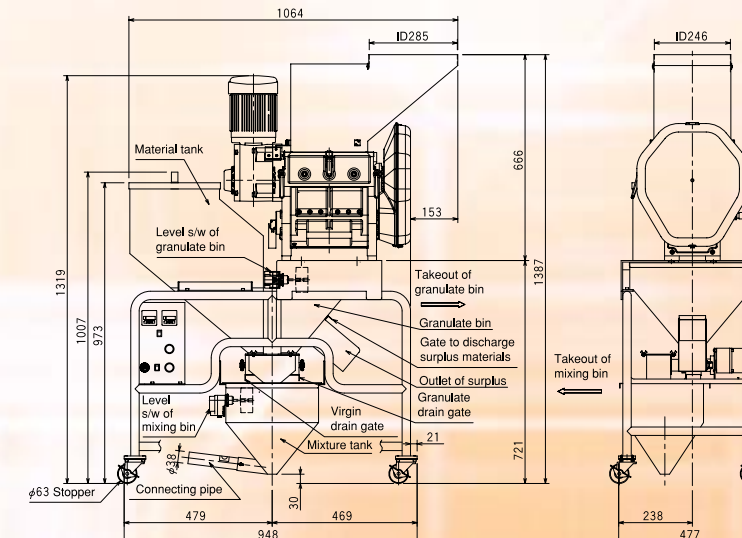 1064
ID285
ID246
Material tank
666
153
Level s/w of
granulate bin
1319
1007
973
1387
Takeout of
granulate bin
Granulate bin
Gate to discharge
surplus materials
Takeout of
mixing bin
Outlet of surplus
Granulate
drain gate
Level
s/w of
mixing bin
Virgin
drain gate
Mixture tank
21
721
φ38
φ63 Stopper
Connecting pipe
30
479
469
948
238
477